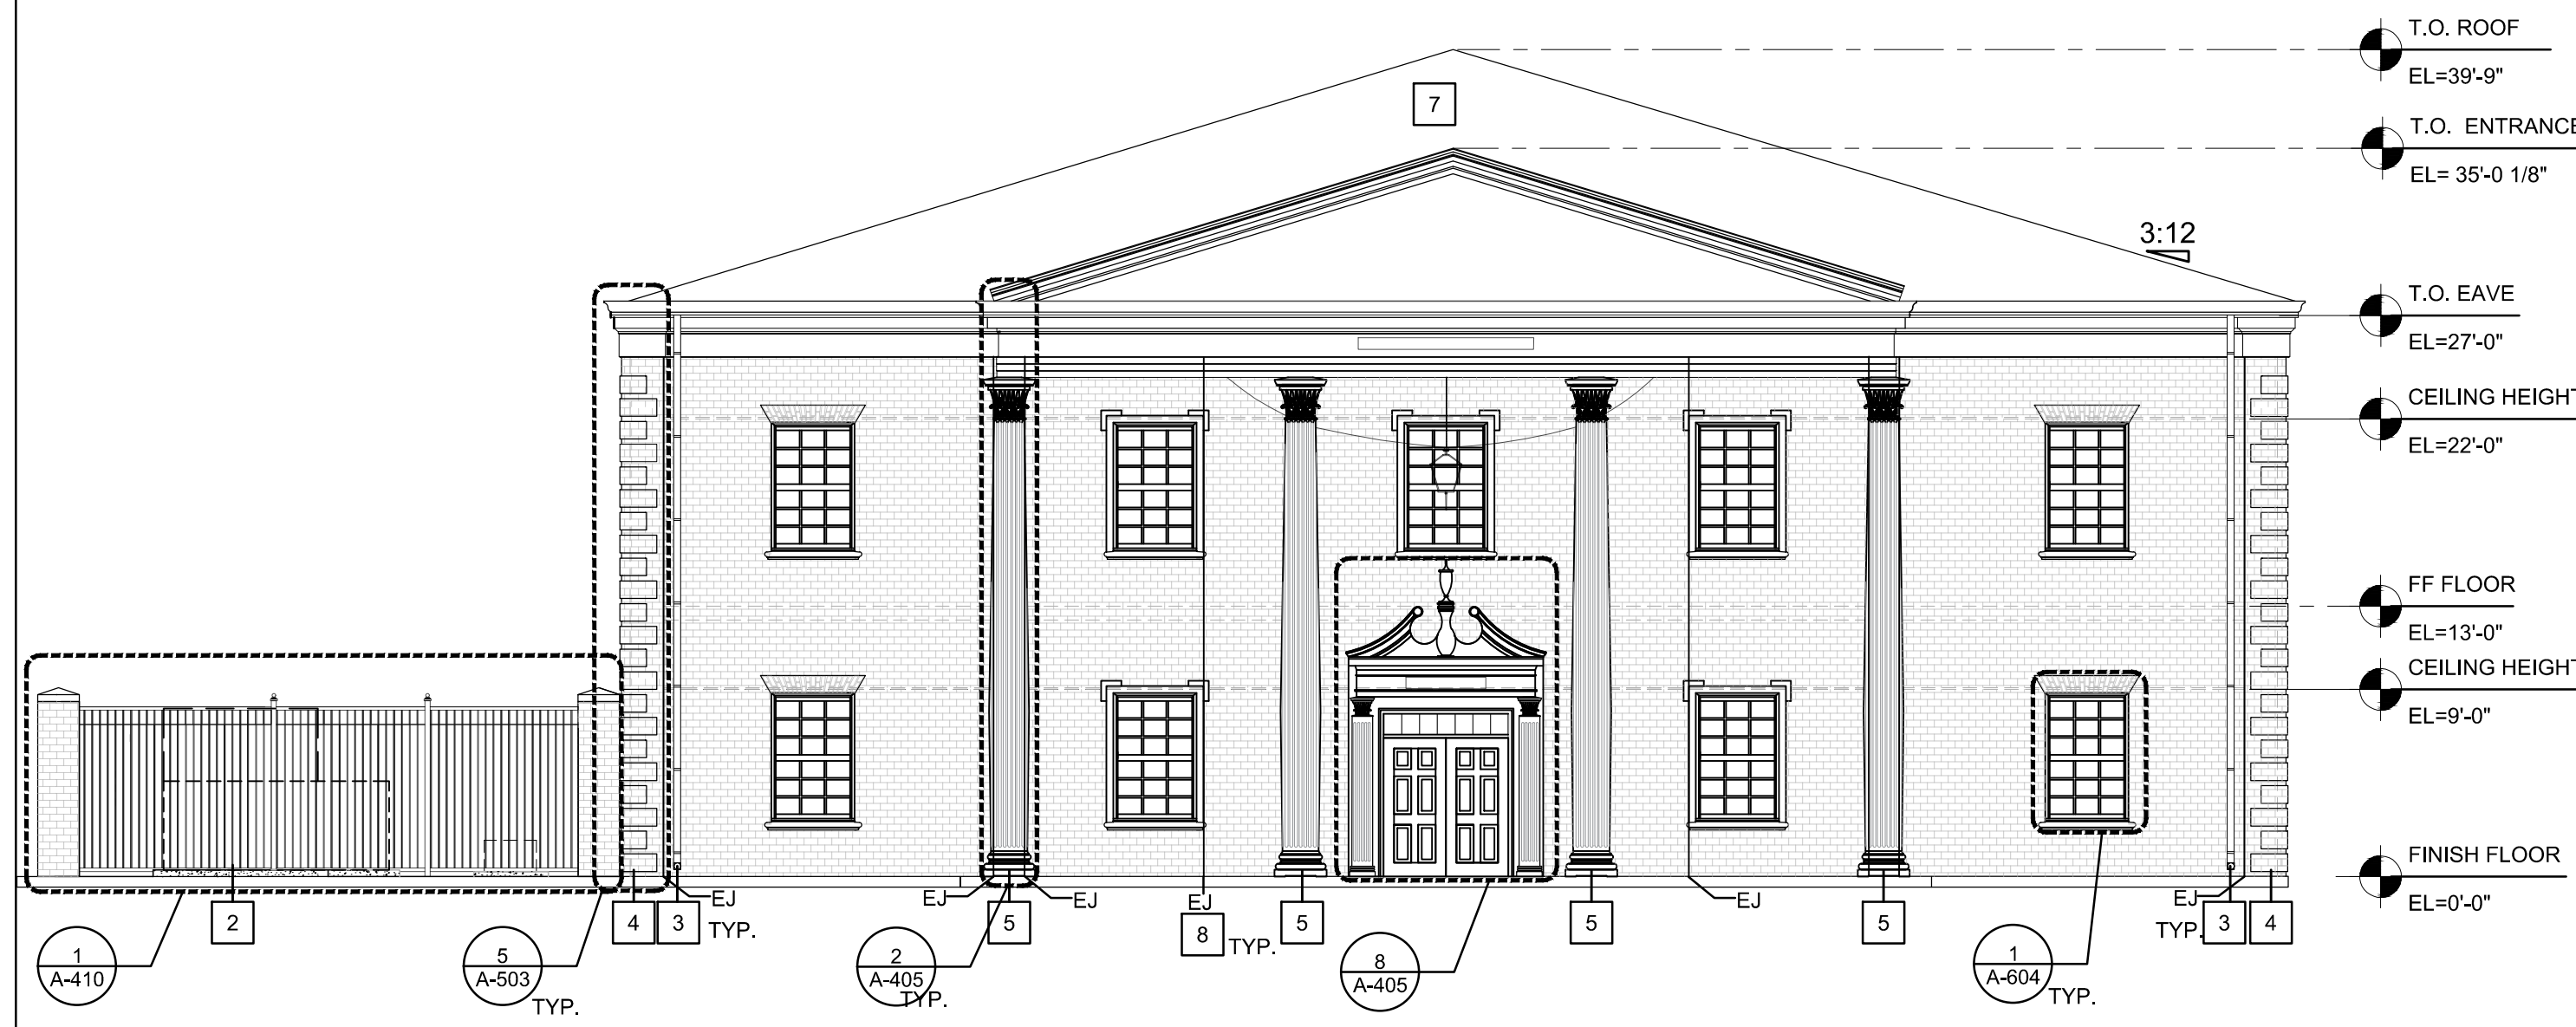 T.O. ROOF
EL=39'-9"
7
T.O. ENTRANCE
EL= 35'-0 1/8"
3:12
T.O. EAVE
EL=27'-0"
CEILING HEIGHT
EL=22'-0"
FF FLOOR
EL=13'-0"
CEILING HEIGHT
EL=9'-0"
FINISH FLOOR
EL=0'-0"
EJ
EJ
EJ
EJ
EJ
EJ
2
4
3
TYP.
5
8
TYP.
5
5
5
TYP.
3
4
1
A-410
5
A-503
TYP.
2
A-405
TYP.
8
A-405
1
A-604
TYP.